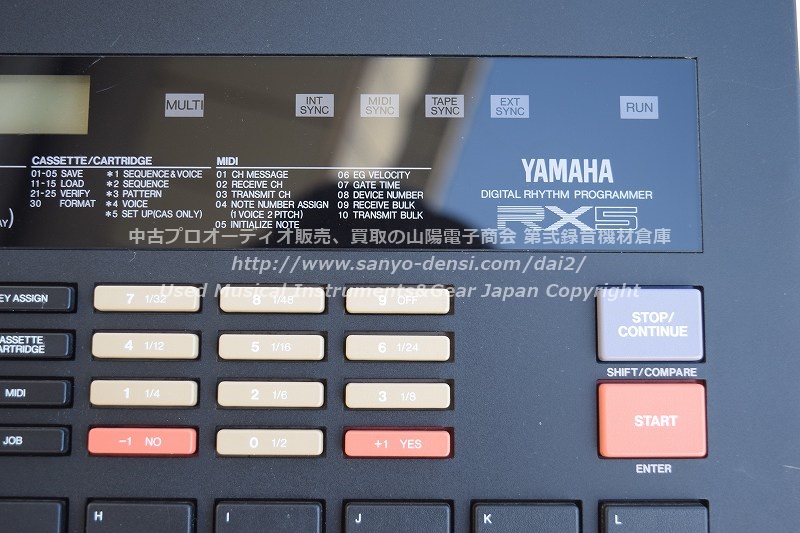 MULTI
INT SYNC
MIDI SYNC
TAPE SYNC
EXT SYNC
RUN
CASSETTE/CARTRIDGE
01-05 SAVE
11-15 LOAD
21-25 VERIFY
30 FORMAT
*1 SEQUENCE&VOICE
*2 SEQUENCE
*3 PATTERN
*4 VOICE
*5 SET UP(CAS ONLY)
MIDI
01 CH MESSAGE
02 RECEIVE CH
03 TRANSMIT CH
04 NOTE NUMBER ASSIGN
(1 VOICE 2 PITCH)
05 INITIALIZE NOTE
06 EG VELOCITY
07 GATE TIME
08 DEVICE NUMBER
09 RECEIVE BULK
10 TRANSMIT BULK
YAMAHA
DIGITAL RHYTHM PROGRAMMER
RX5
中古プロオーディオ販売、買取の山陽電子商会 第弐録音機材倉庫
http://www.sanyo-densi.com/dai2/
Used Musical Instruments&Gear Japan Copyright
EY ASSIGN
7 1/32
8 1/48
9 OFF
STOP/
CONTINUE
ASSETTE
ARTRIDGE
4 1/12
5 1/16
6 1/24
SHIFT/COMPARE
MIDI
1 1/4
2 1/6
3 1/8
START
JOB
-1 NO
0 1/2
+1 YES
ENTER
H
I
J
K
L